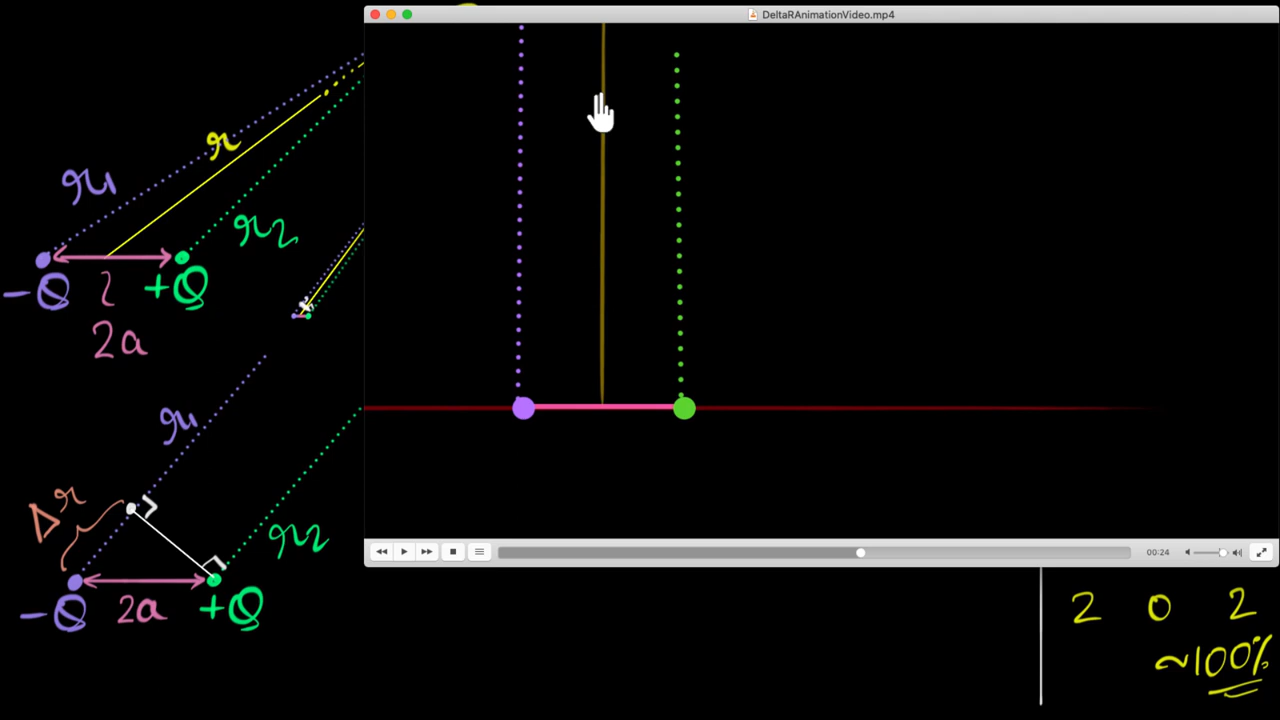 DeltaRAnimationVideo.mp4
r
r1
r2
-Q +Q
2a
r1
Δr
r2
-Q 2a +Q
00:24
2 0 2
~100%